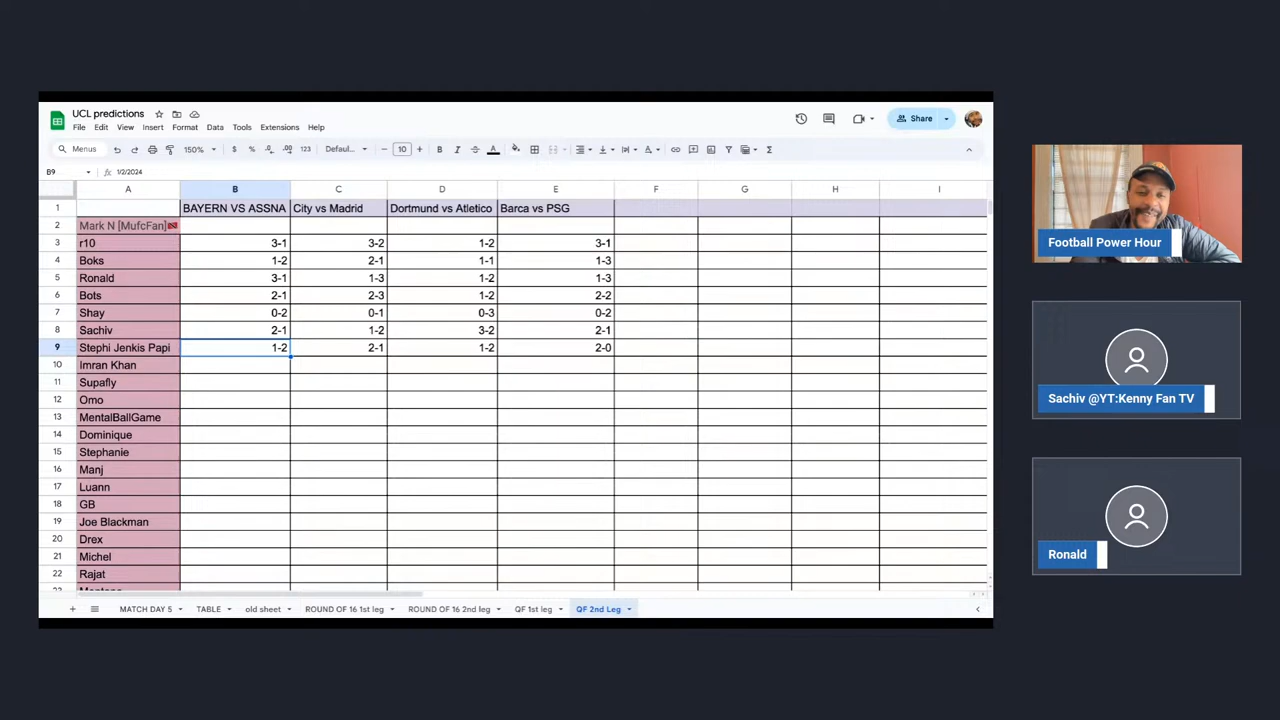 UCL predictions
File Edit View Insert Format Data Tools Extensions Help
Share
Menus 150% $ % .0 .00 123 Defaul... 10 B I A
B9 1/2/2024
A B C D E F G H I
1 BAYERN VS ASSNA City vs Madrid Dortmund vs Atletico Barca vs PSG
2 Mark N [MufcFan]
3 r10 3-1 3-2 1-2 3-1
4 Boks 1-2 2-1 1-1 1-3
5 Ronald 3-1 1-3 1-2 1-3
6 Bots 2-1 2-3 1-2 2-2
7 Shay 0-2 0-1 0-3 0-2
8 Sachiv 2-1 1-2 3-2 2-1
9 Stephi Jenkis Papi 1-2 2-1 1-2 2-0
10 Imran Khan
11 Supafly
12 Omo
13 MentalBallGame
14 Dominique
15 Stephanie
16 Manj
17 Luann
18 GB
19 Joe Blackman
20 Drex
21 Michel
22 Rajat
MATCH DAY 5 TABLE old sheet ROUND OF 16 1st leg ROUND OF 16 2nd leg QF 1st leg QF 2nd Leg
Football Power Hour
Sachiv @YT:Kenny Fan TV
Ronald